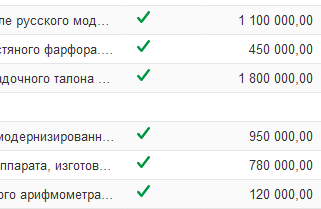 ле русского мод... 1 100 000,00
стяного фарфора.... 450 000,00
адочного талона ... 1 800 000,00
модернизированн... 950 000,00
ппарата, изготов... 780 000,00
ого арифмометра... 120 000,00